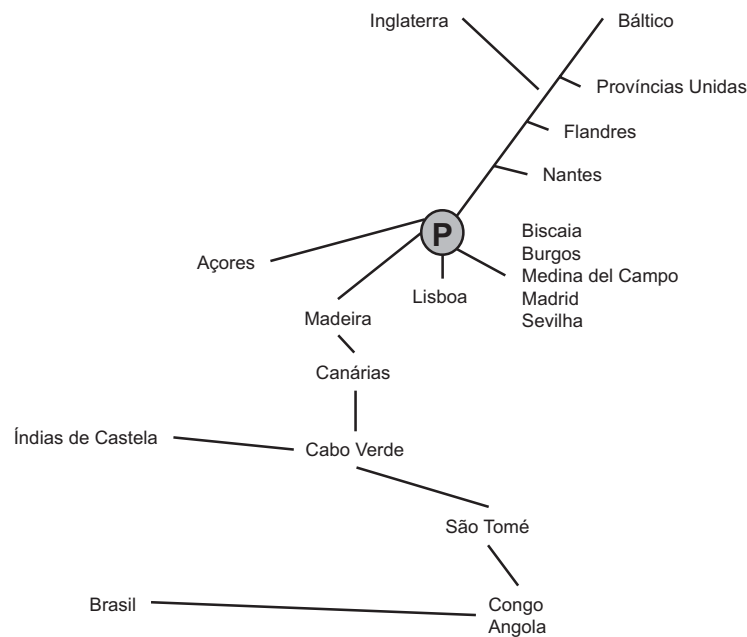 Inglaterra
Báltico
Províncias Unidas
Flandres
Nantes
P
Açores
Biscaia
Burgos
Medina del Campo
Madrid
Sevilha
Lisboa
Madeira
Canárias
Índias de Castela
Cabo Verde
São Tomé
Brasil
Congo
Angola